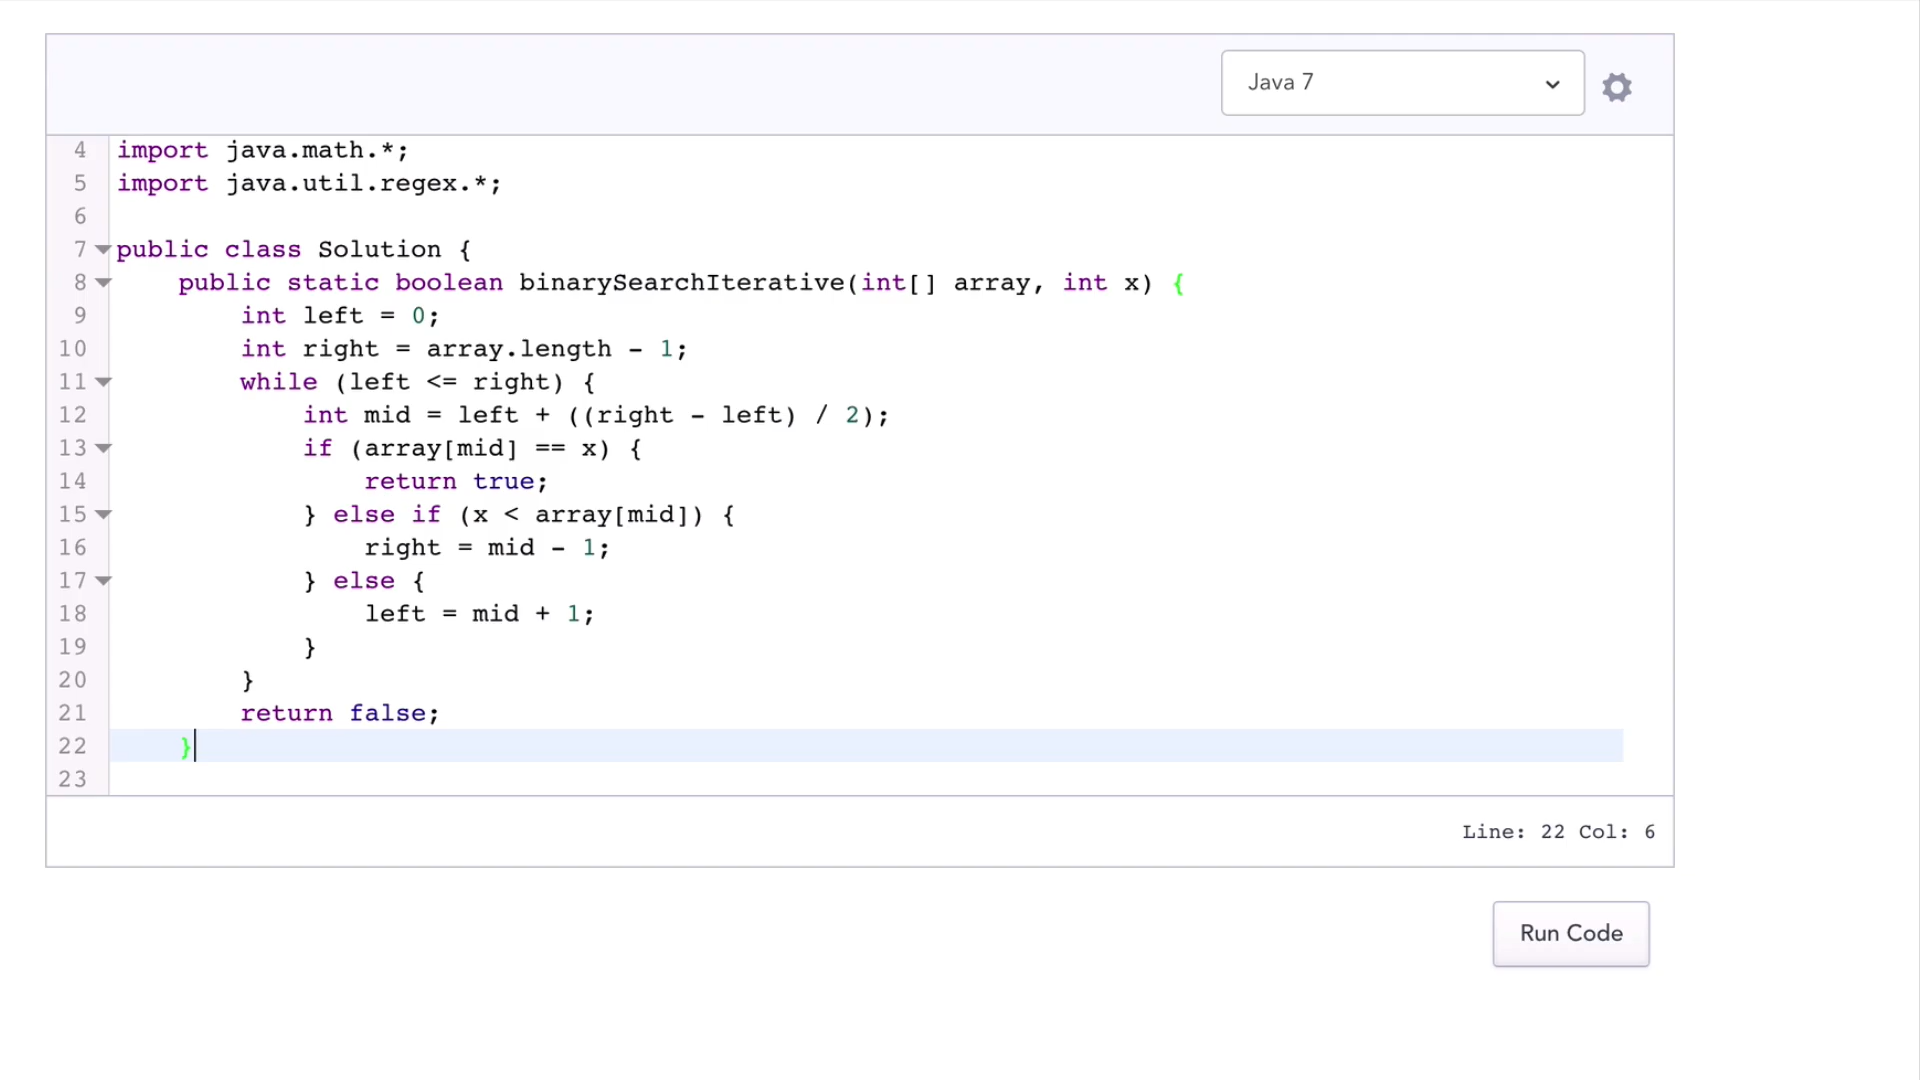 Java 7
4 import java.math.*;
5 import java.util.regex.*;
6
7 public class Solution {
8     public static boolean binarySearchIterative(int[] array, int x) {
9         int left = 0;
10         int right = array.length - 1;
11         while (left <= right) {
12             int mid = left + ((right - left) / 2);
13             if (array[mid] == x) {
14                 return true;
15             } else if (x < array[mid]) {
16                 right = mid - 1;
17             } else {
18                 left = mid + 1;
19             }
20         }
21         return false;
22     }
23
Line: 22 Col: 6
Run Code